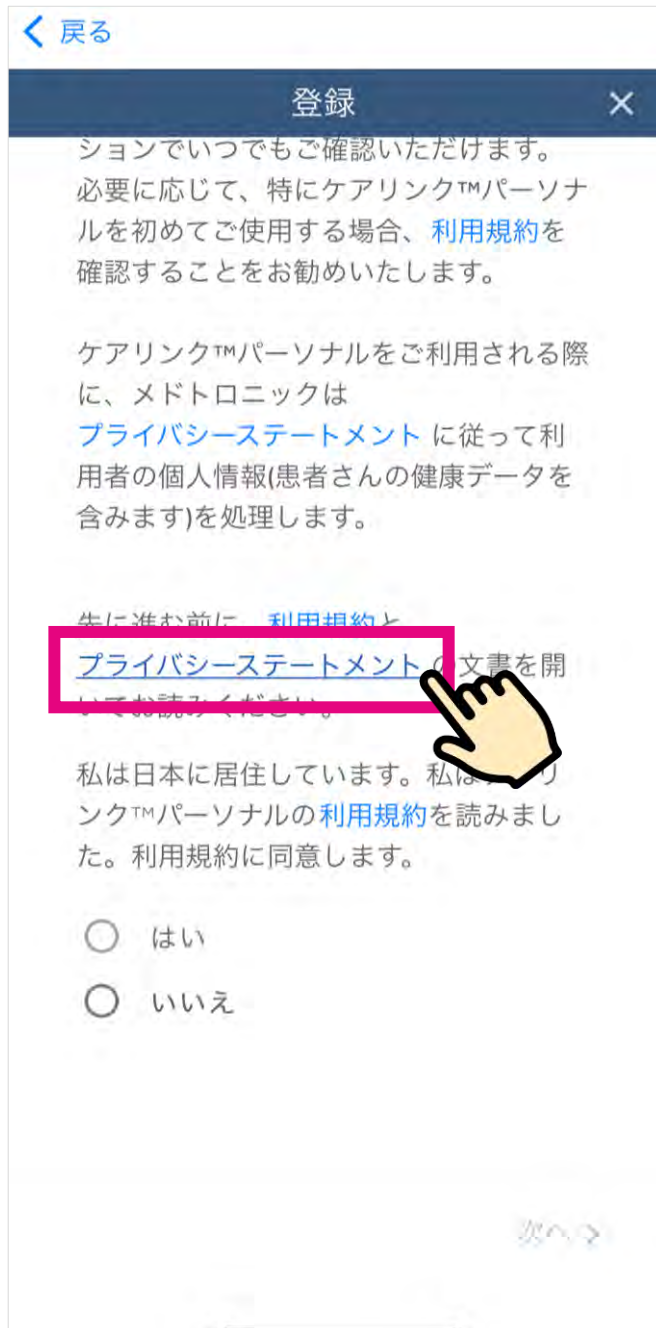 戻る
登録
ションでいつでもご確認いただけます。
必要に応じて、特にケアリンク™パーソナ
ルを初めてご使用する場合、利用規約を
確認することをお勧めいたします。
ケアリンク™パーソナルをご利用される際
に、メドトロニックは
プライバシーステートメント に従って利
用者の個人情報(患者さんの健康データを
含みます)を処理します。
先に進む前に、利用規約と
プライバシーステートメント の文書を開
いてお読みください。
私は日本に居住しています。私は リ
ンク™パーソナルの利用規約を読みまし
た。利用規約に同意します。
はい
いいえ
次へ